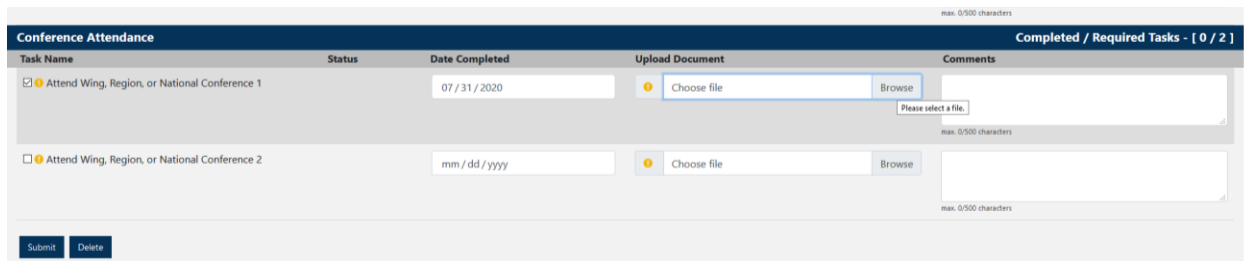 max. 0/500 characters
Conference Attendance Completed / Required Tasks - [ 0 / 2 ]
Task Name Status Date Completed Upload Document Comments
Attend Wing, Region, or National Conference 1 07/31/2020 Choose file Browse
Please select a file.
max. 0/500 characters
Attend Wing, Region, or National Conference 2 mm/dd/yyyy Choose file Browse
max. 0/500 characters
Submit Delete